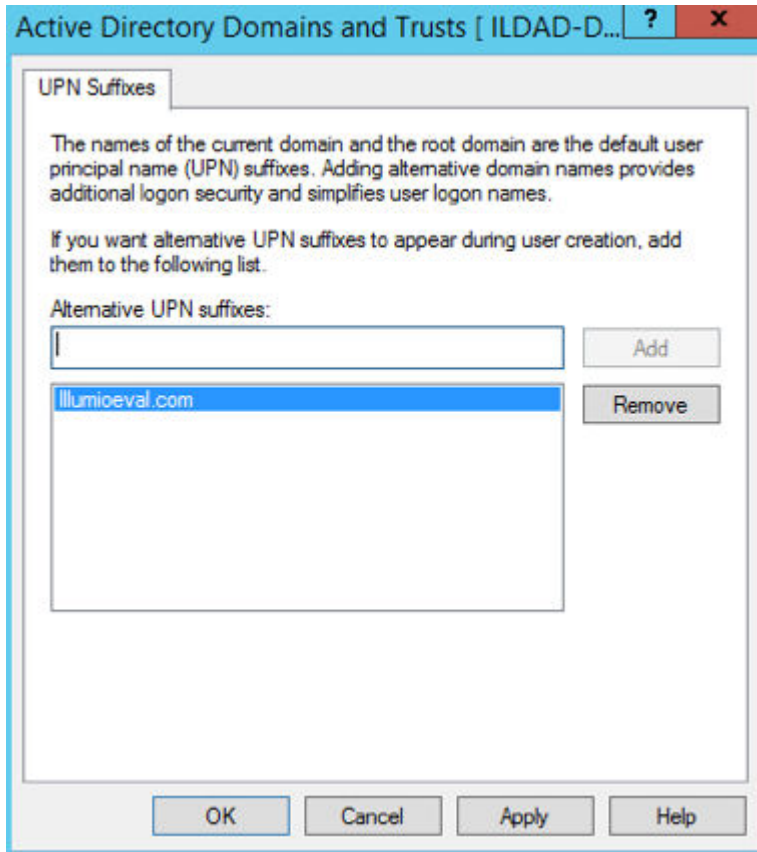 Active Directory Domains and Trusts [ ILDAD-D...
?
x
UPN Suffixes
The names of the current domain and the root domain are the default user
principal name (UPN) suffixes. Adding alternative domain names provides
additional logon security and simplifies user logon names.
If you want alternative UPN suffixes to appear during user creation, add
them to the following list.
Alternative UPN suffixes:
Add
Illumioeval.com
Remove
OK
Cancel
Apply
Help